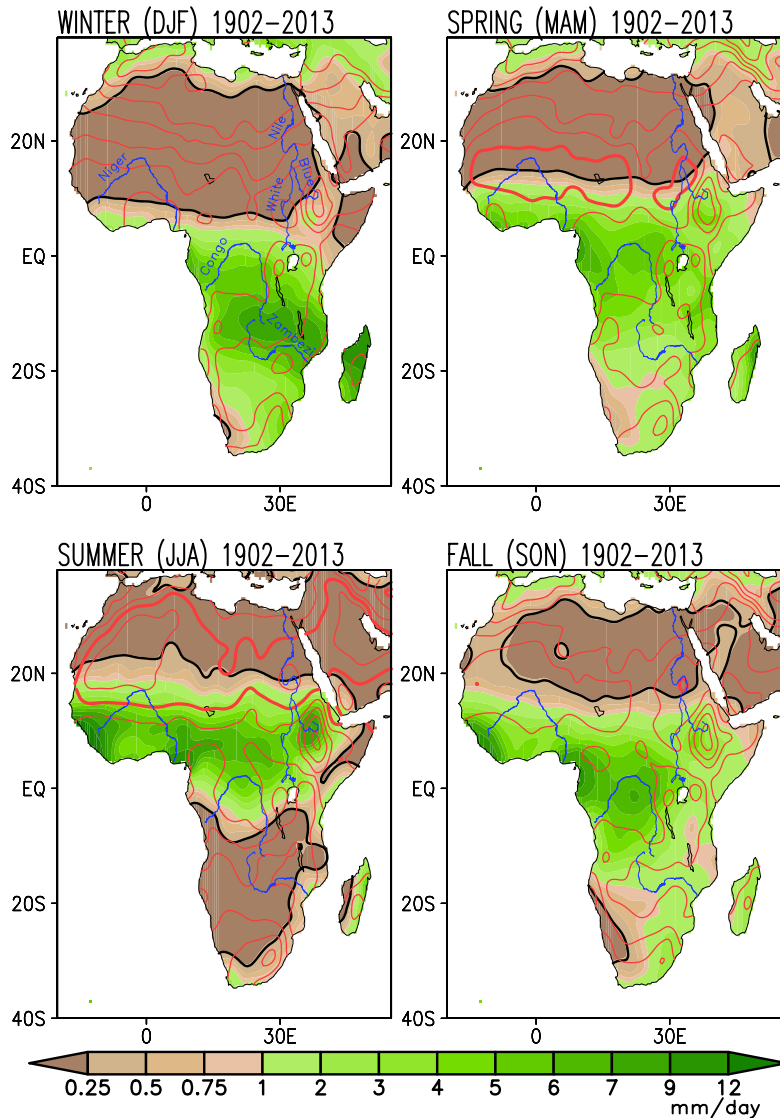 WINTER (DJF) 1902-2013
SPRING (MAM) 1902-2013
20N
EQ
20S
40S
0
30E
Niger
Nile
White
Blue
Congo
Zambezi
20N
EQ
20S
40S
0
30E
SUMMER (JJA) 1902-2013
FALL (SON) 1902-2013
20N
EQ
20S
40S
0
30E
20N
EQ
20S
40S
0
30E
0.25 0.5 0.75 1 2 3 4 5 6 7 9 12
mm/day